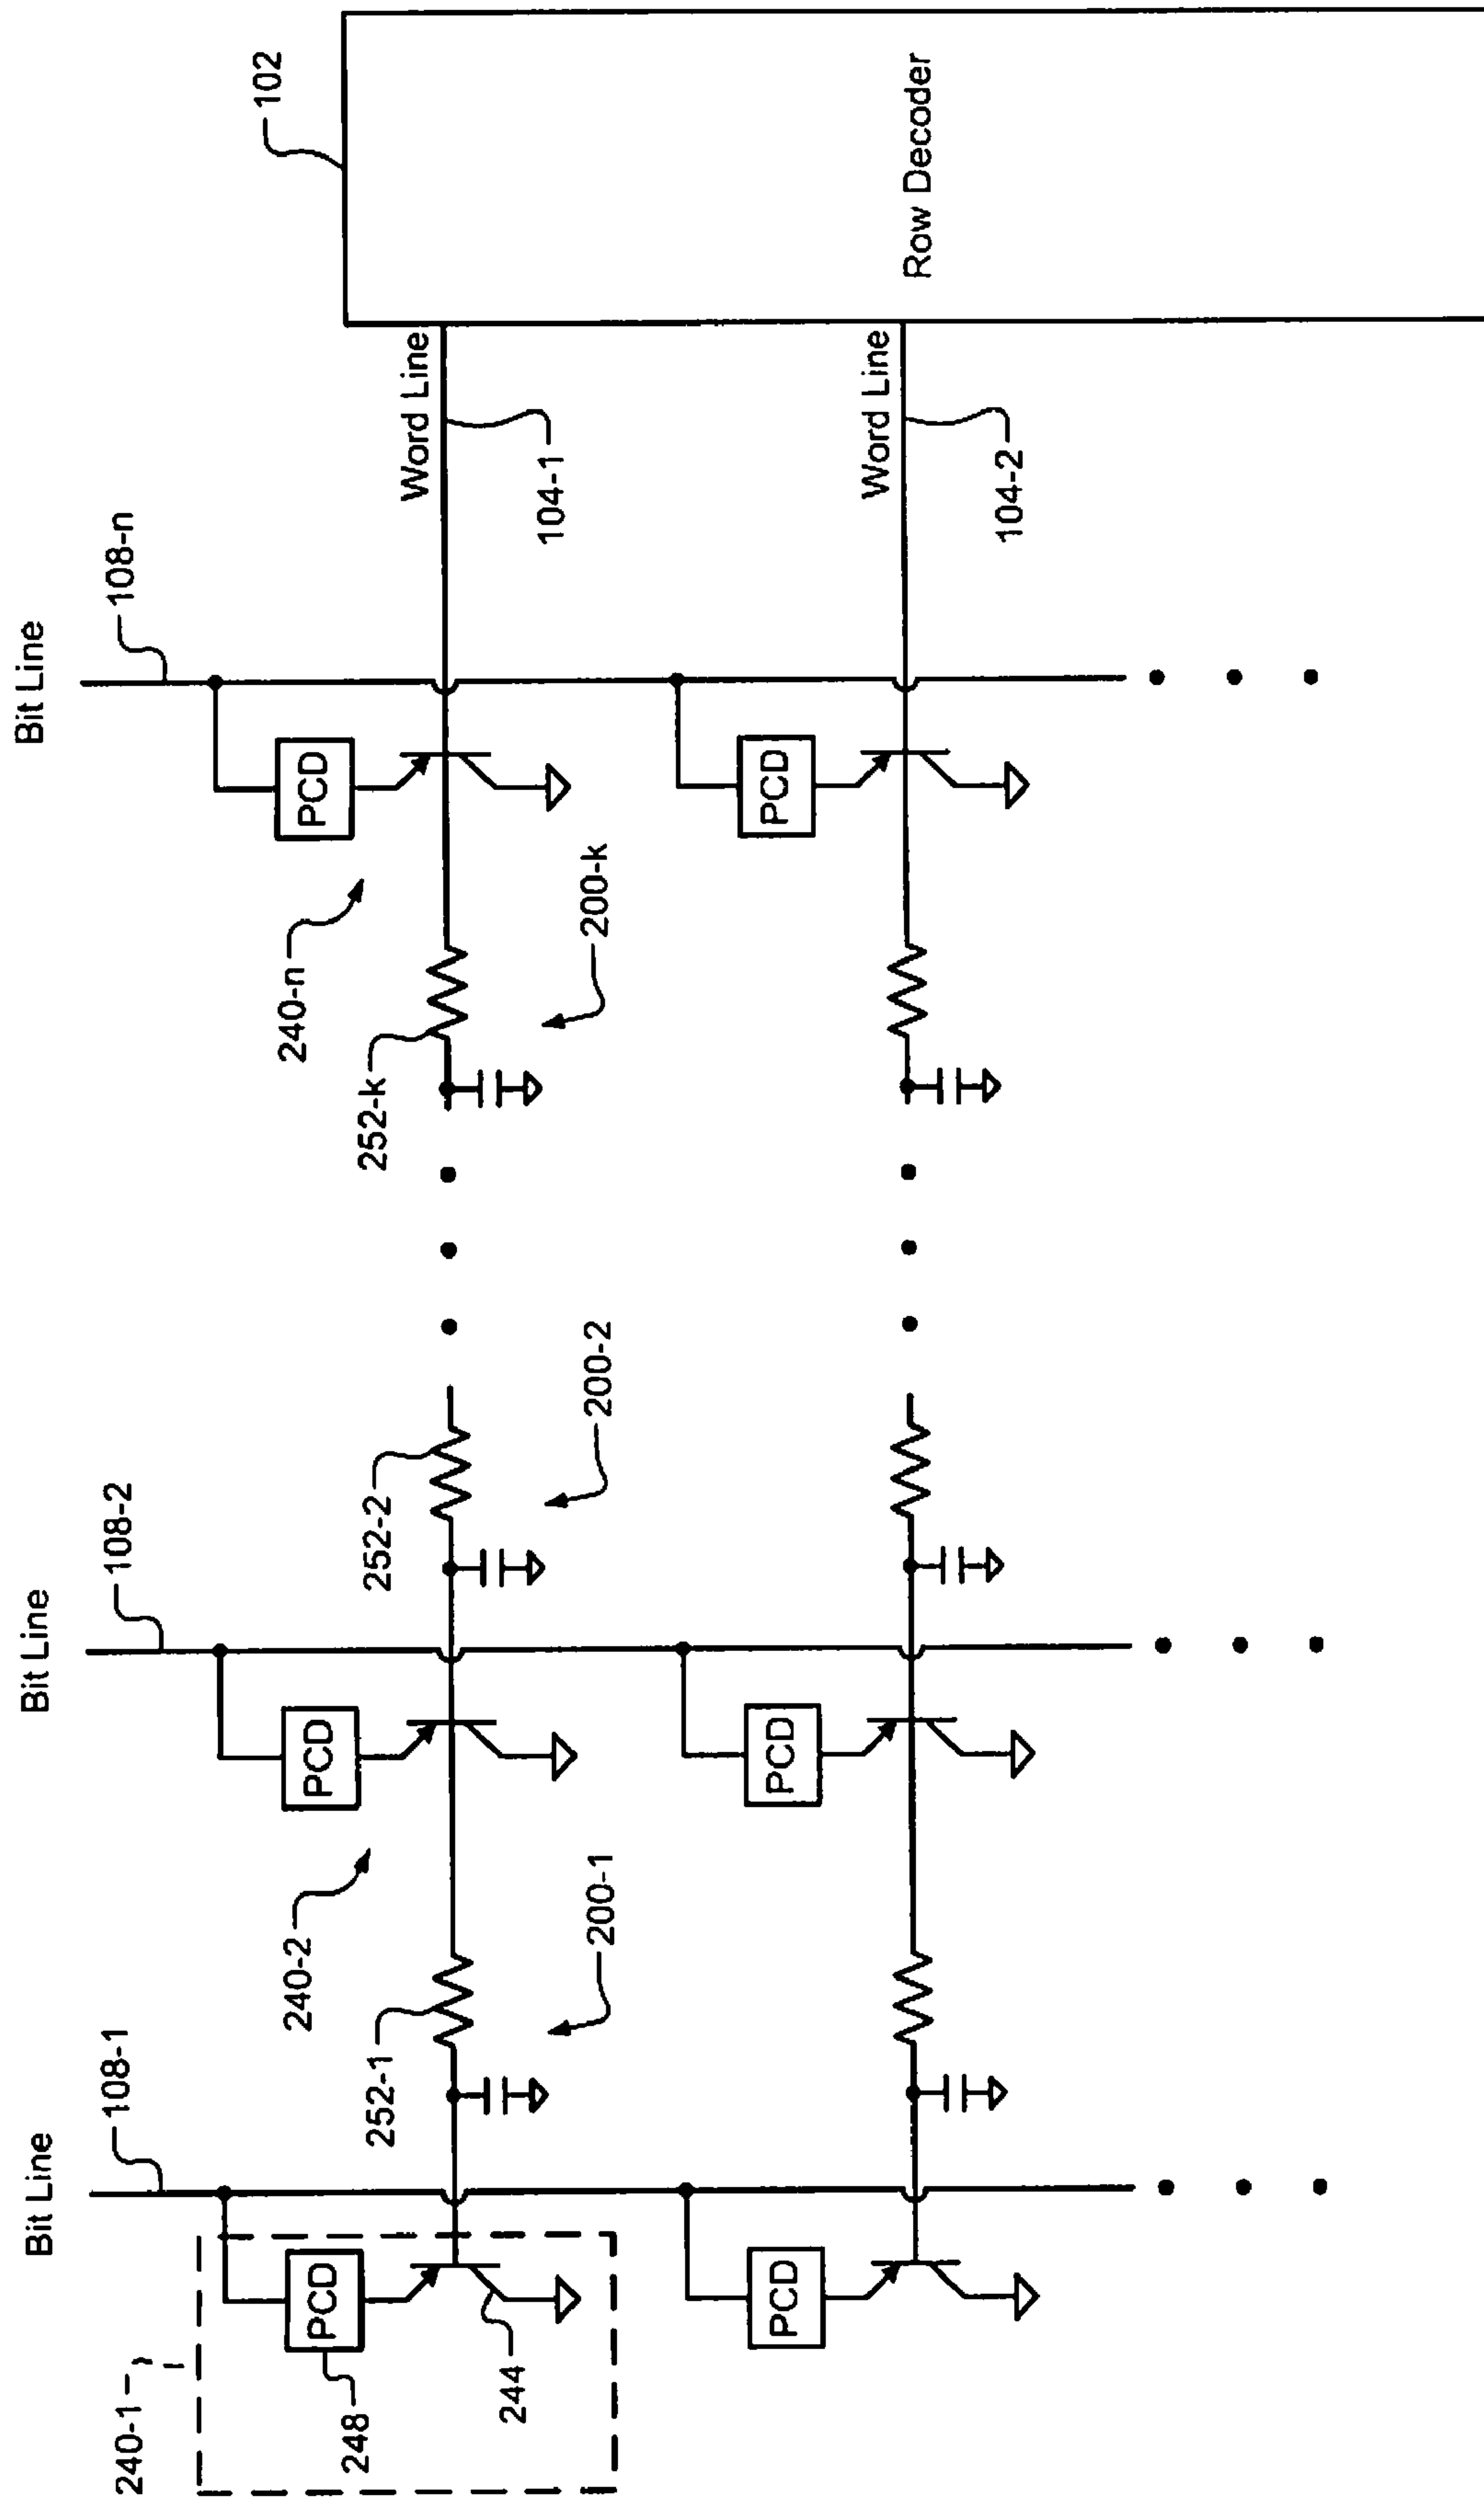 Bit Line
Bit Line
Bit Line
108-1
108-2
108-n
102
240-1
PCD
PCD
PCD
248
240-2
240-n
252-1
252-2
252-k
Word Line
244
200-1
200-2
200-k
104-1
PCD
PCD
PCD
Word Line
Row Decoder
104-2